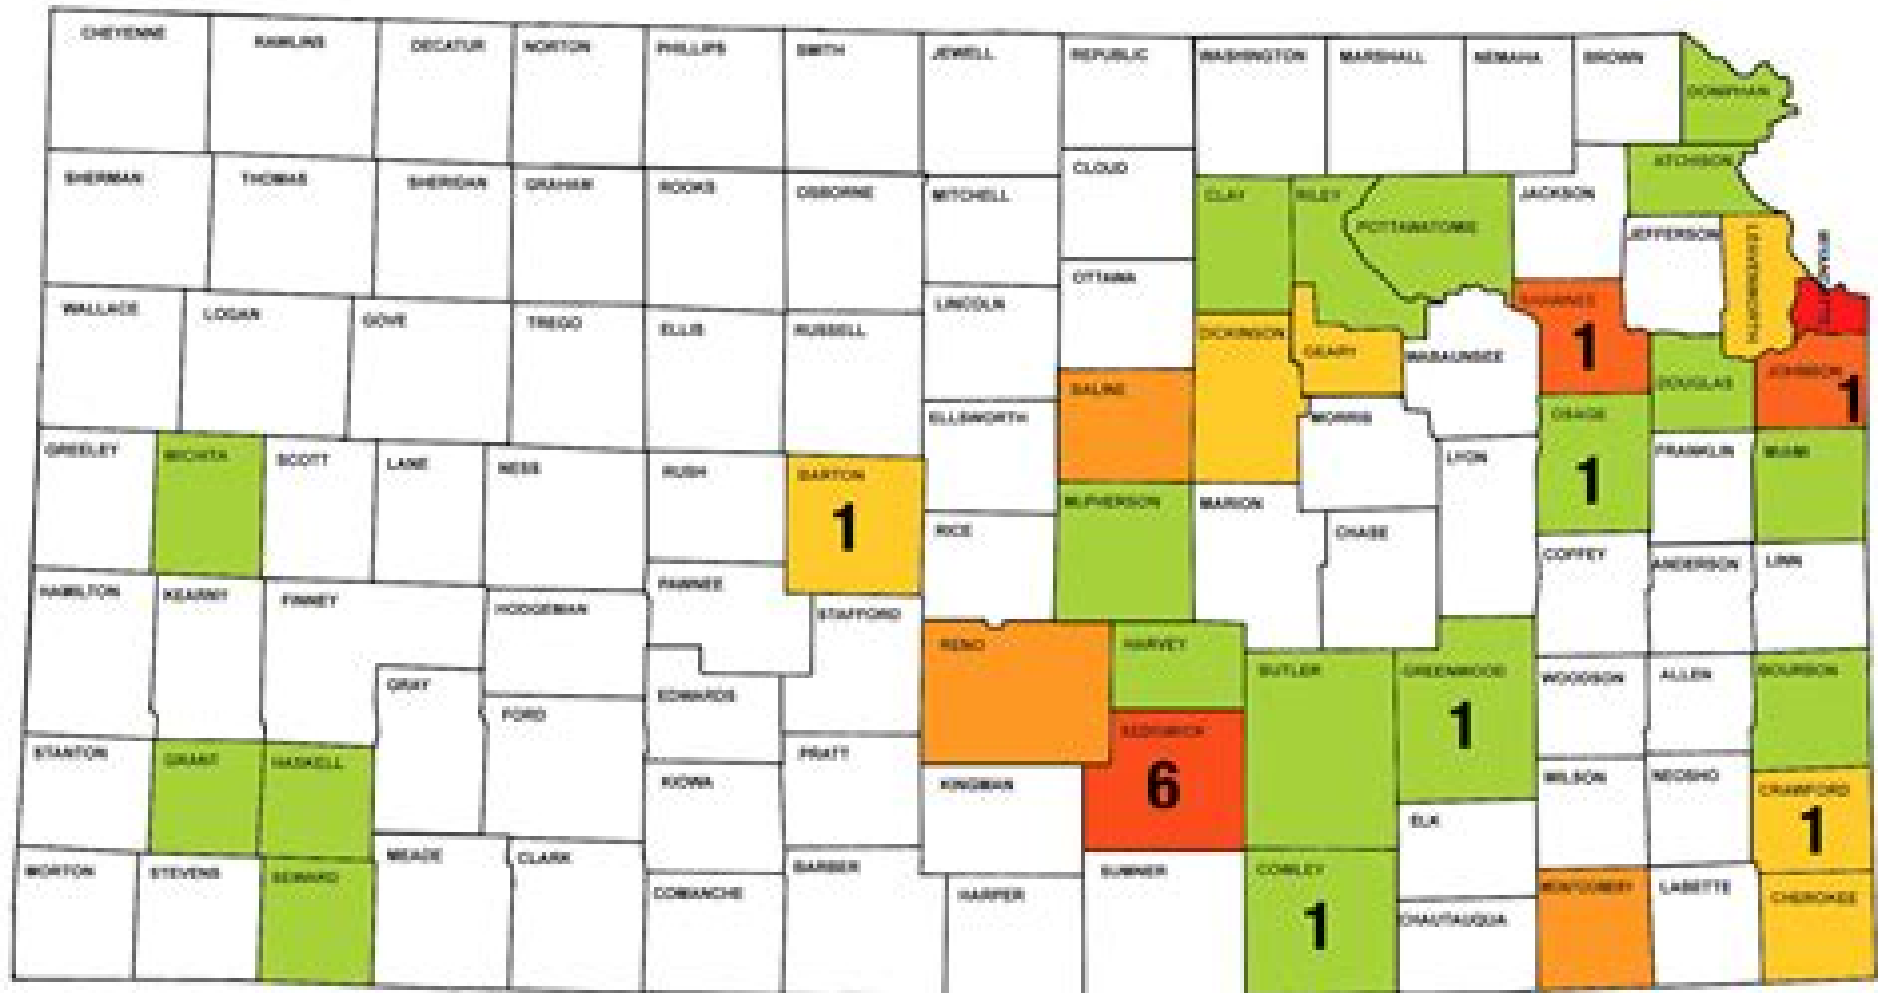 CHEYENNE
RAWLINS
DECATUR
NORTON
PHILLIPS
SMITH
JEWELL
REPUBLIC
WASHINGTON
MARSHALL
NEMAHA
BROWN
DONIPHAN
SHERMAN
THOMAS
SHERIDAN
GRAHAM
ROOKS
OSBORNE
MITCHELL
CLOUD
CLAY
RILEY
POTTAWATOMIE
JACKSON
ATCHISON
JEFFERSON
LEAVENWORTH
WYANDOTTE
WALLACE
LOGAN
GOVE
TREGO
ELLIS
RUSSELL
LINCOLN
OTTAWA
DICKINSON
GEARY
WABAUNSEE
SHAWNEE
1
DOUGLAS
JOHNSON
1
GREELEY
WICHITA
SCOTT
LANE
NESS
RUSH
BARTON
1
ELLSWORTH
SALINE
MORRIS
LYON
OSAGE
1
FRANKLIN
MIAMI
RICE
MCPHERSON
MARION
CHASE
COFFEY
ANDERSON
LINN
HAMILTON
KEARNY
FINNEY
HODGEMAN
PAWNEE
STAFFORD
RENO
HARVEY
BUTLER
GREENWOOD
1
WOODSON
ALLEN
BOURBON
GRAY
FORD
EDWARDS
STANTON
GRANT
HASKELL
KIOWA
PRATT
KINGMAN
SEDGWICK
6
ELK
WILSON
NEOSHO
CRAWFORD
1
MORTON
STEVENS
SEWARD
MEADE
CLARK
COMANCHE
BARBER
HARPER
SUMNER
COWLEY
1
CHAUTAUQUA
MONTGOMERY
LABETTE
CHEROKEE